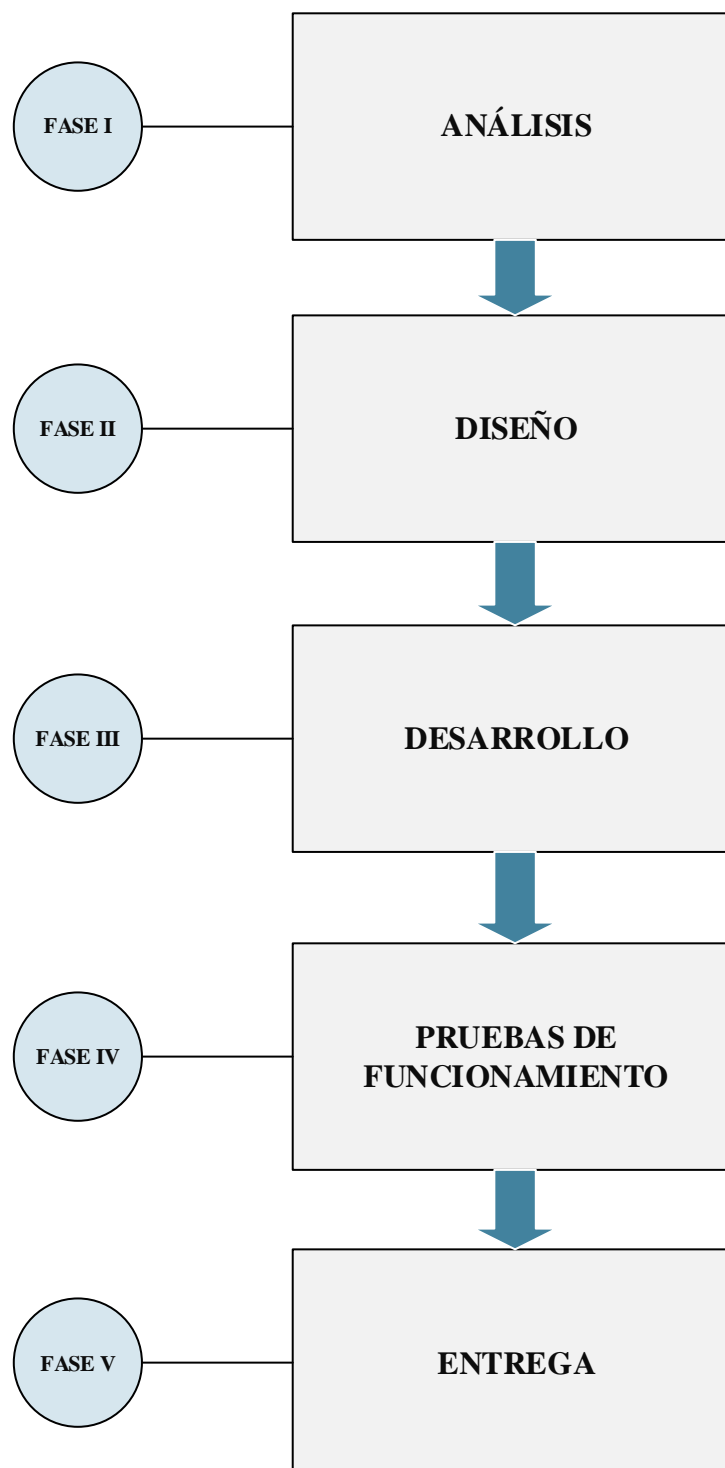 FASE I
ANÁLISIS
FASE II
DISEÑO
FASE III
DESARROLLO
FASE IV
PRUEBAS DE
FUNCIONAMIENTO
FASE V
ENTREGA